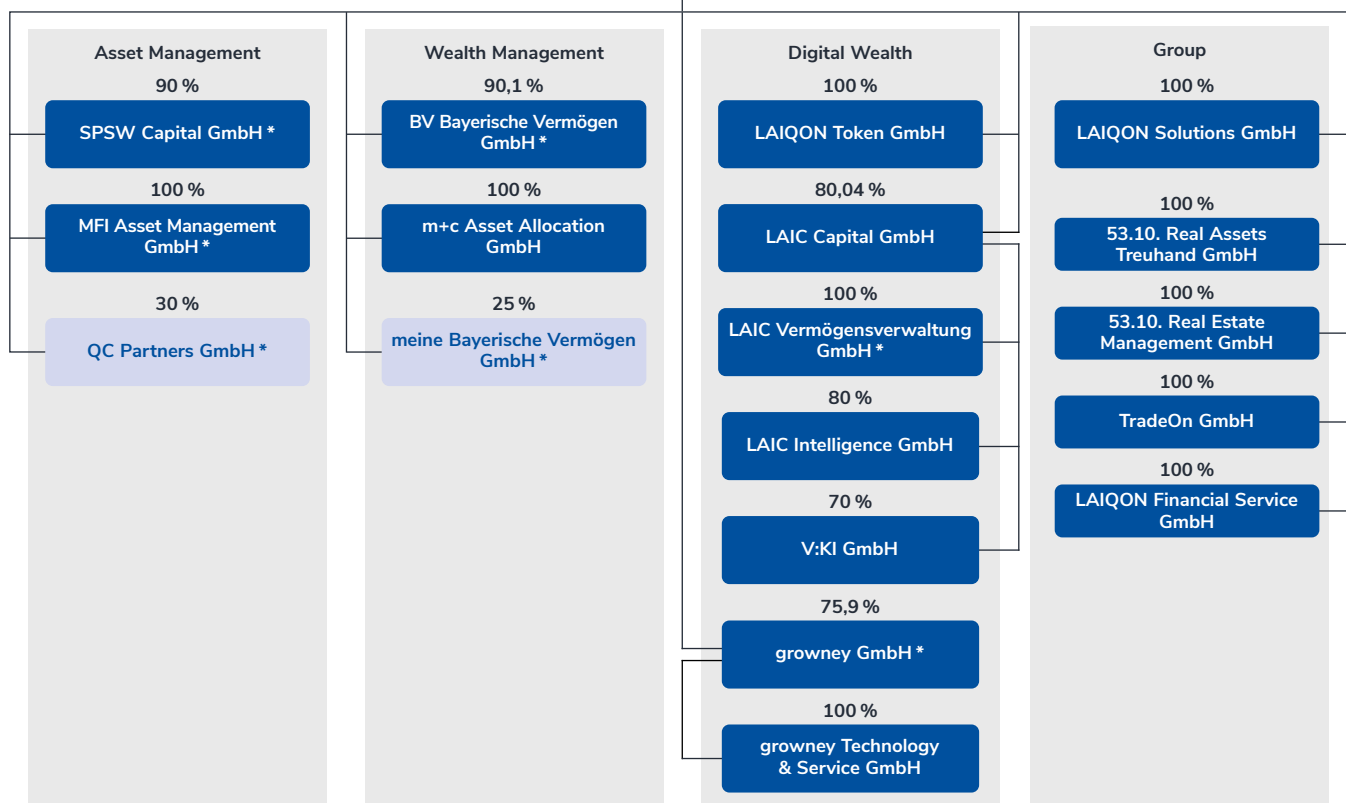 Asset Management
90 %
SPSW Capital GmbH *
100 %
MFI Asset Management
GmbH *
30 %
QC Partners GmbH *
Wealth Management
90,1 %
BV Bayerische Vermögen
GmbH *
100 %
m+c Asset Allocation
GmbH
25 %
meine Bayerische Vermögen
GmbH *
Digital Wealth
100 %
LAIQON Token GmbH
80,04 %
LAIC Capital GmbH
100 %
LAIC Vermögensverwaltung
GmbH *
80 %
LAIC Intelligence GmbH
70 %
V:KI GmbH
75,9 %
growney GmbH *
100 %
growney Technology
& Service GmbH
Group
100 %
LAIQON Solutions GmbH
100 %
53.10. Real Assets
Treuhand GmbH
100 %
53.10. Real Estate
Management GmbH
100 %
TradeOn GmbH
100 %
LAIQON Financial Service
GmbH